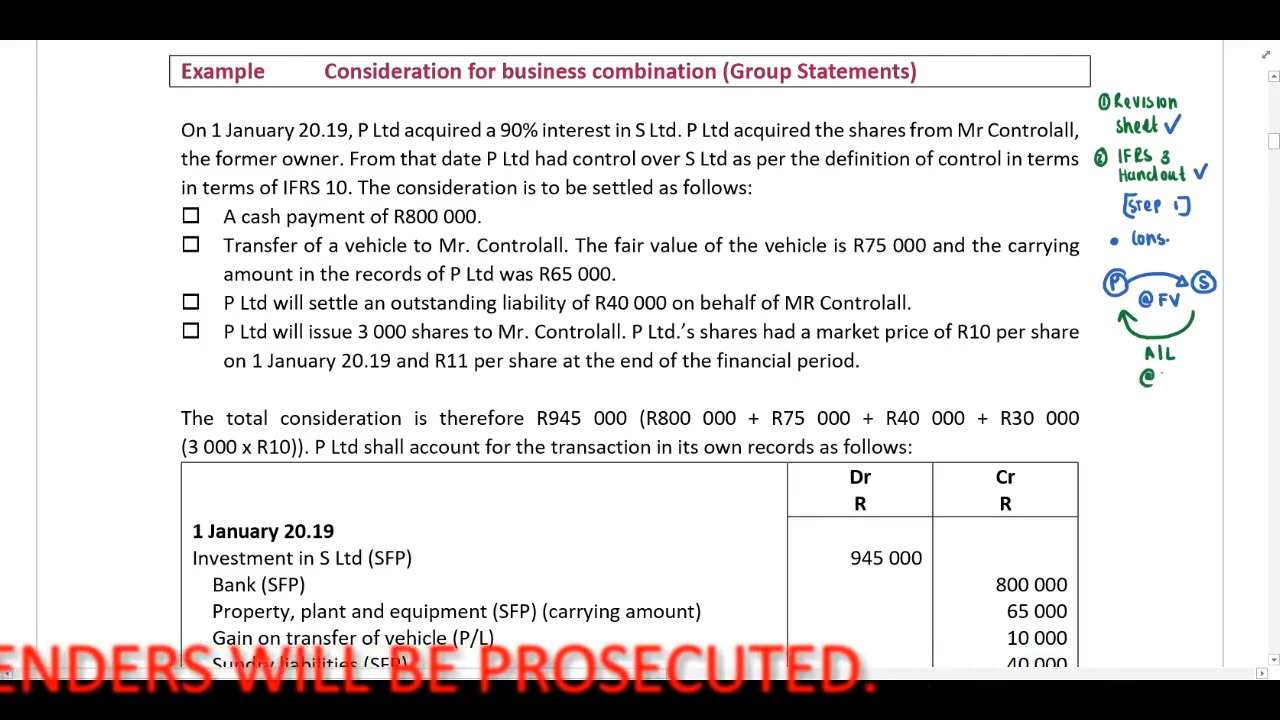 Example Consideration for business combination (Group Statements)
On 1 January 20.19, P Ltd acquired a 90% interest in S Ltd. P Ltd acquired the shares from Mr Controlall,
the former owner. From that date P Ltd had control over S Ltd as per the definition of control in terms
in terms of IFRS 10. The consideration is to be settled as follows:
A cash payment of R800 000.
Transfer of a vehicle to Mr. Controlall. The fair value of the vehicle is R75 000 and the carrying
amount in the records of P Ltd was R65 000.
P Ltd will settle an outstanding liability of R40 000 on behalf of MR Controlall.
P Ltd will issue 3 000 shares to Mr. Controlall. P Ltd.'s shares had a market price of R10 per share
on 1 January 20.19 and R11 per share at the end of the financial period.
The total consideration is therefore R945 000 (R800 000 + R75 000 + R40 000 + R30 000
(3 000 x R10)). P Ltd shall account for the transaction in its own records as follows:
Dr Cr
R R
1 January 20.19
Investment in S Ltd (SFP) 945 000
Bank (SFP) 800 000
Property, plant and equipment (SFP) (carrying amount) 65 000
Gain on transfer of vehicle (P/L) 10 000
Sundry liabilities (SFP) 40 000
ENDERS WILL BE PROSECUTED.
① Revision
sheet ✓
② IFRS 3
Handout ✓
[Step 1]
• Cons.
P S
@ FV
A/L
@